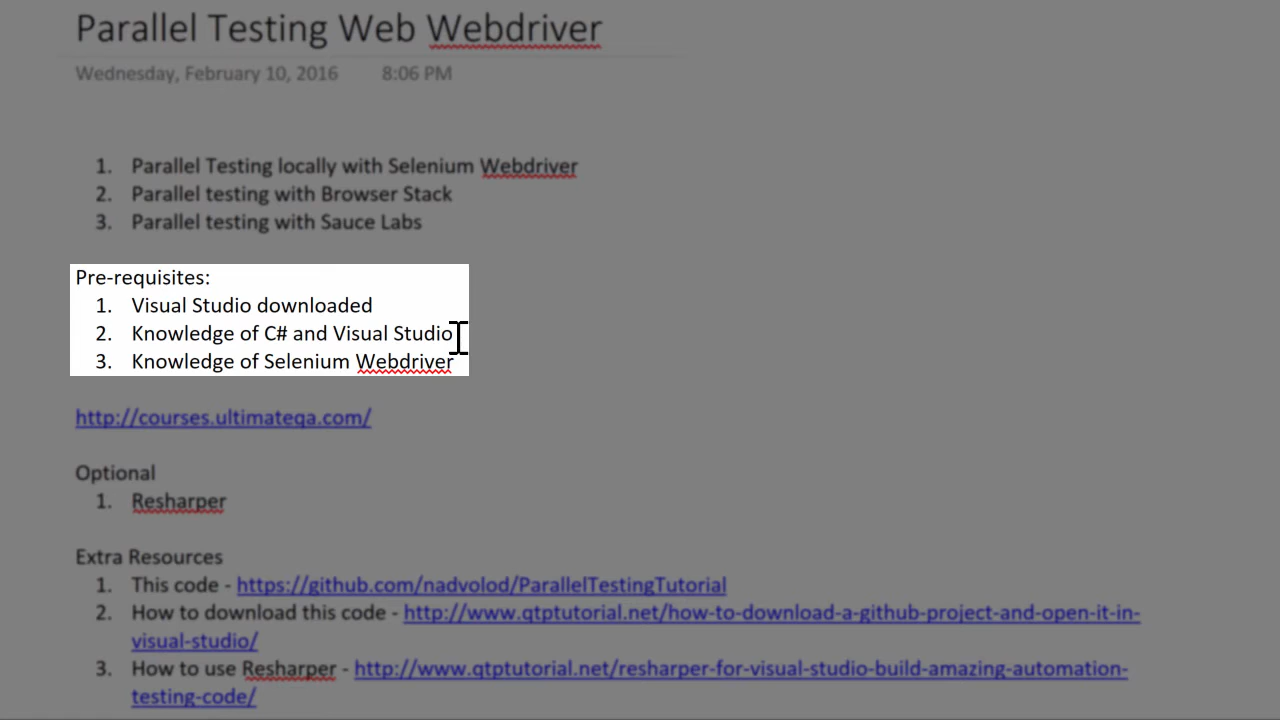 Parallel Testing Web Webdriver
Wednesday, February 10, 2016 8:06 PM
1. Parallel Testing locally with Selenium Webdriver
2. Parallel testing with Browser Stack
3. Parallel testing with Sauce Labs
Pre-requisites:
1. Visual Studio downloaded
2. Knowledge of C# and Visual Studio
3. Knowledge of Selenium Webdriver
http://courses.ultimateqa.com/
Optional
1. Resharper
Extra Resources
1. This code - https://github.com/nadvolod/ParallelTestingTutorial
2. How to download this code - http://www.qtptutorial.net/how-to-download-a-github-project-and-open-it-in-
visual-studio/
3. How to use Resharper - http://www.qtptutorial.net/resharper-for-visual-studio-build-amazing-automation-
testing-code/